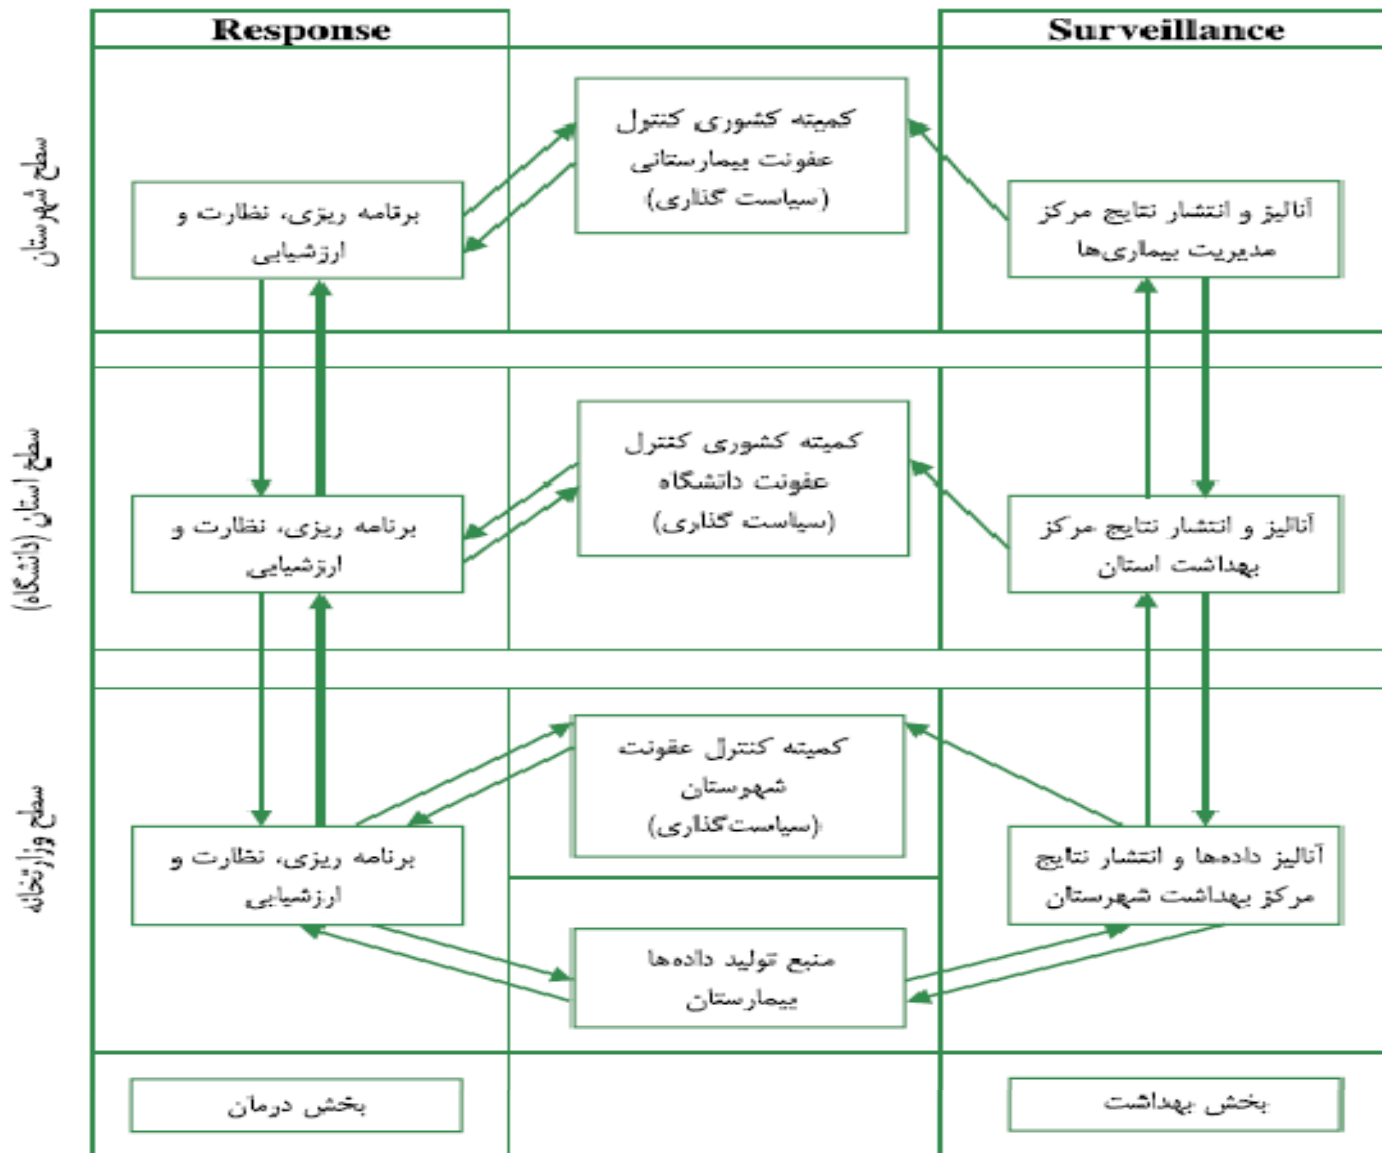 Surveillance
Response
سطح شهرستان
کمیته کشوری کنترل
عفونت بیمارستانی
(سیاست گذاری)
آنالیز و انتشار نتایج مرکز
مدیریت بیماری‌ها
برقامه ریزی، نظارت و
ارزشیابی
سطح استان (دانشگاه)
کمیته کشوری کنترل
عفونت دانشگاه
(سیاست گذاری)
آنالیز و انتشار نتایج مرکز
بهداشت استان
برنامه ریزی، نظارت و
ارزشیابی
سطح وزارتخانه
کمیته کنترل عفونت
شهرستان
(سیاست‌گذاری)
آنالیز داده‌ها و انتشار نتایج
مرکز بهداشت شهرستان
برنامه ریزی، نظارت و
ارزشیابی
منبع تولید داده‌ها
بیمارستان
بخش بهداشت
بخش درمان